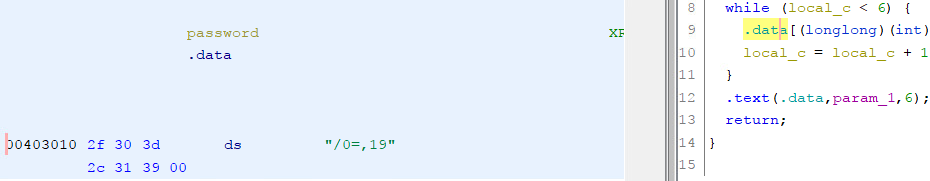 password XP
.data
00403010 2f 30 3d ds "/0=,19"
2c 31 39 00
8 while (local_c < 6) {
9 .data[(longlong)(int)
10 local_c = local_c + 1
11 }
12 .text(.data,param_1,6);
13 return;
14 }
15